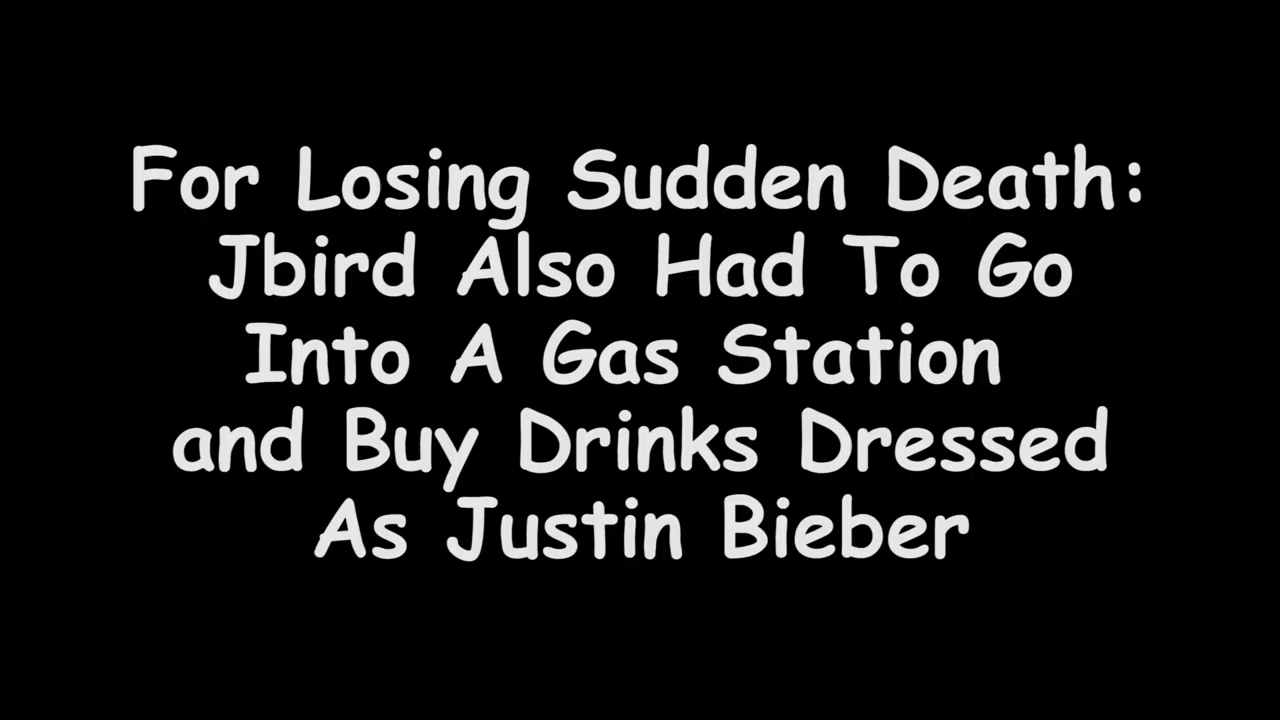 For Losing Sudden Death:
Jbird Also Had To Go
Into A Gas Station
and Buy Drinks Dressed
As Justin Bieber